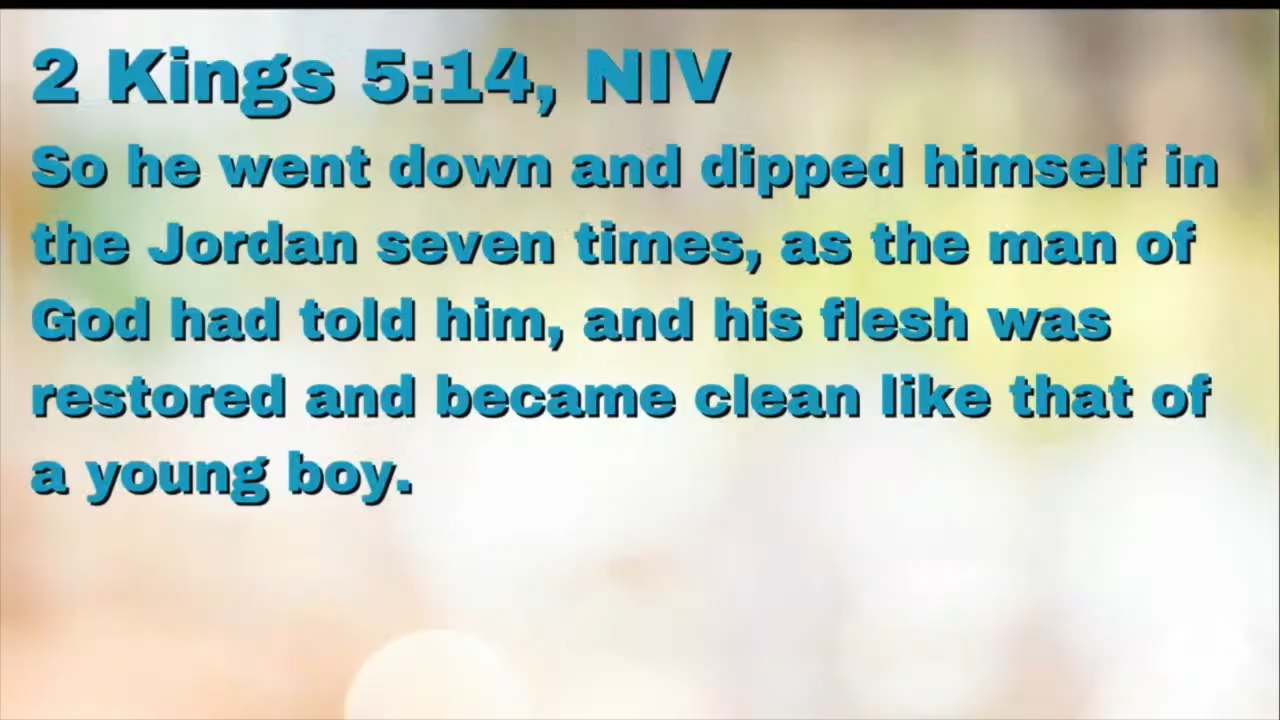 2 Kings 5:14, NIV
So he went down and dipped himself in
the Jordan seven times, as the man of
God had told him, and his flesh was
restored and became clean like that of
a young boy.